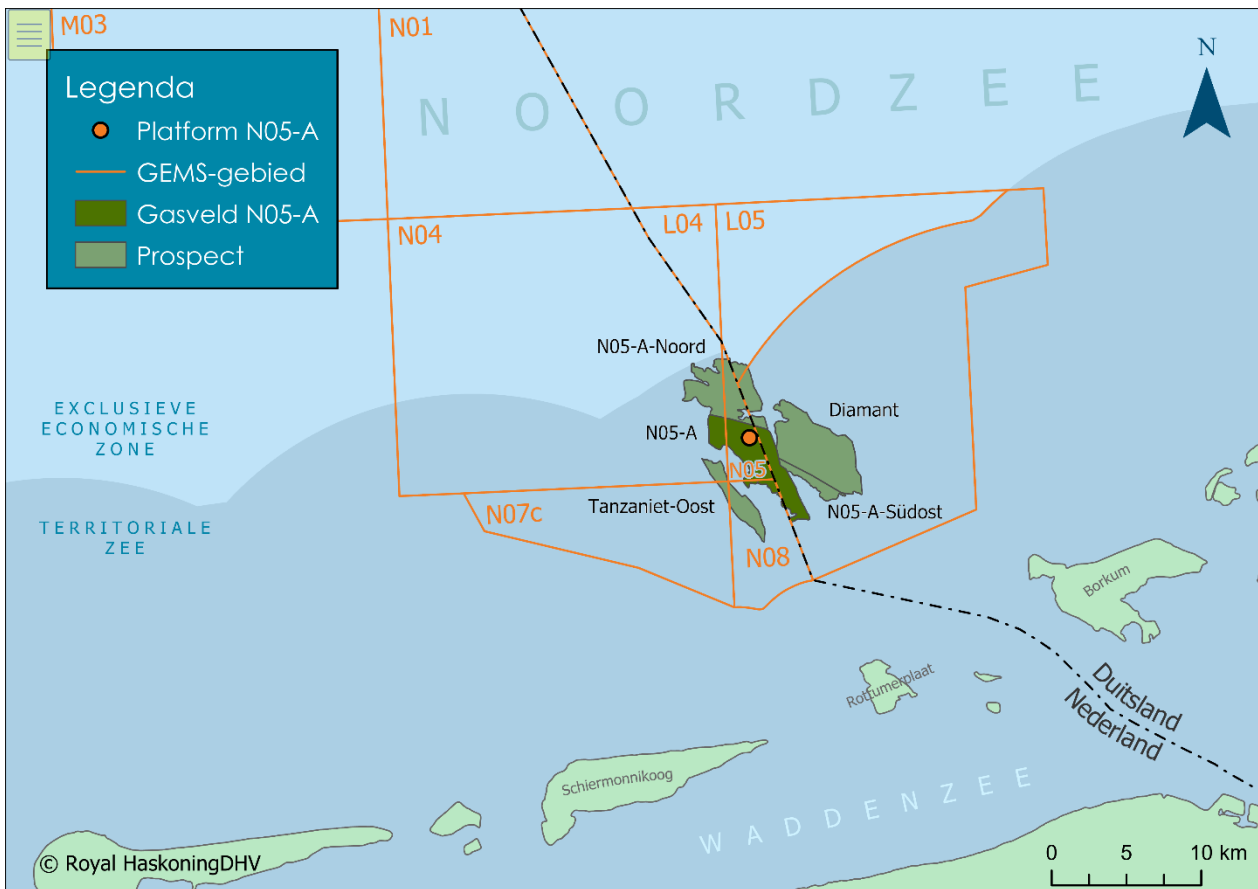 M03
N01
N
NOORDZEE
Legenda
Platform N05-A
GEMS-gebied
Gasveld N05-A
Prospect
N04
L04
L05
N05-A-Noord
Diamant
EXCLUSIEVE
ECONOMISCHE
ZONE
N05-A
N05
Tanzaniet-Oost
N05-A-Südost
N07c
TERRITORIALE
ZEE
N08
Borkum
Rottumerplaat
Duitsland
Nederland
Schiermonnikoog
WADDENZEE
© Royal HaskoningDHV
0 5 10 km